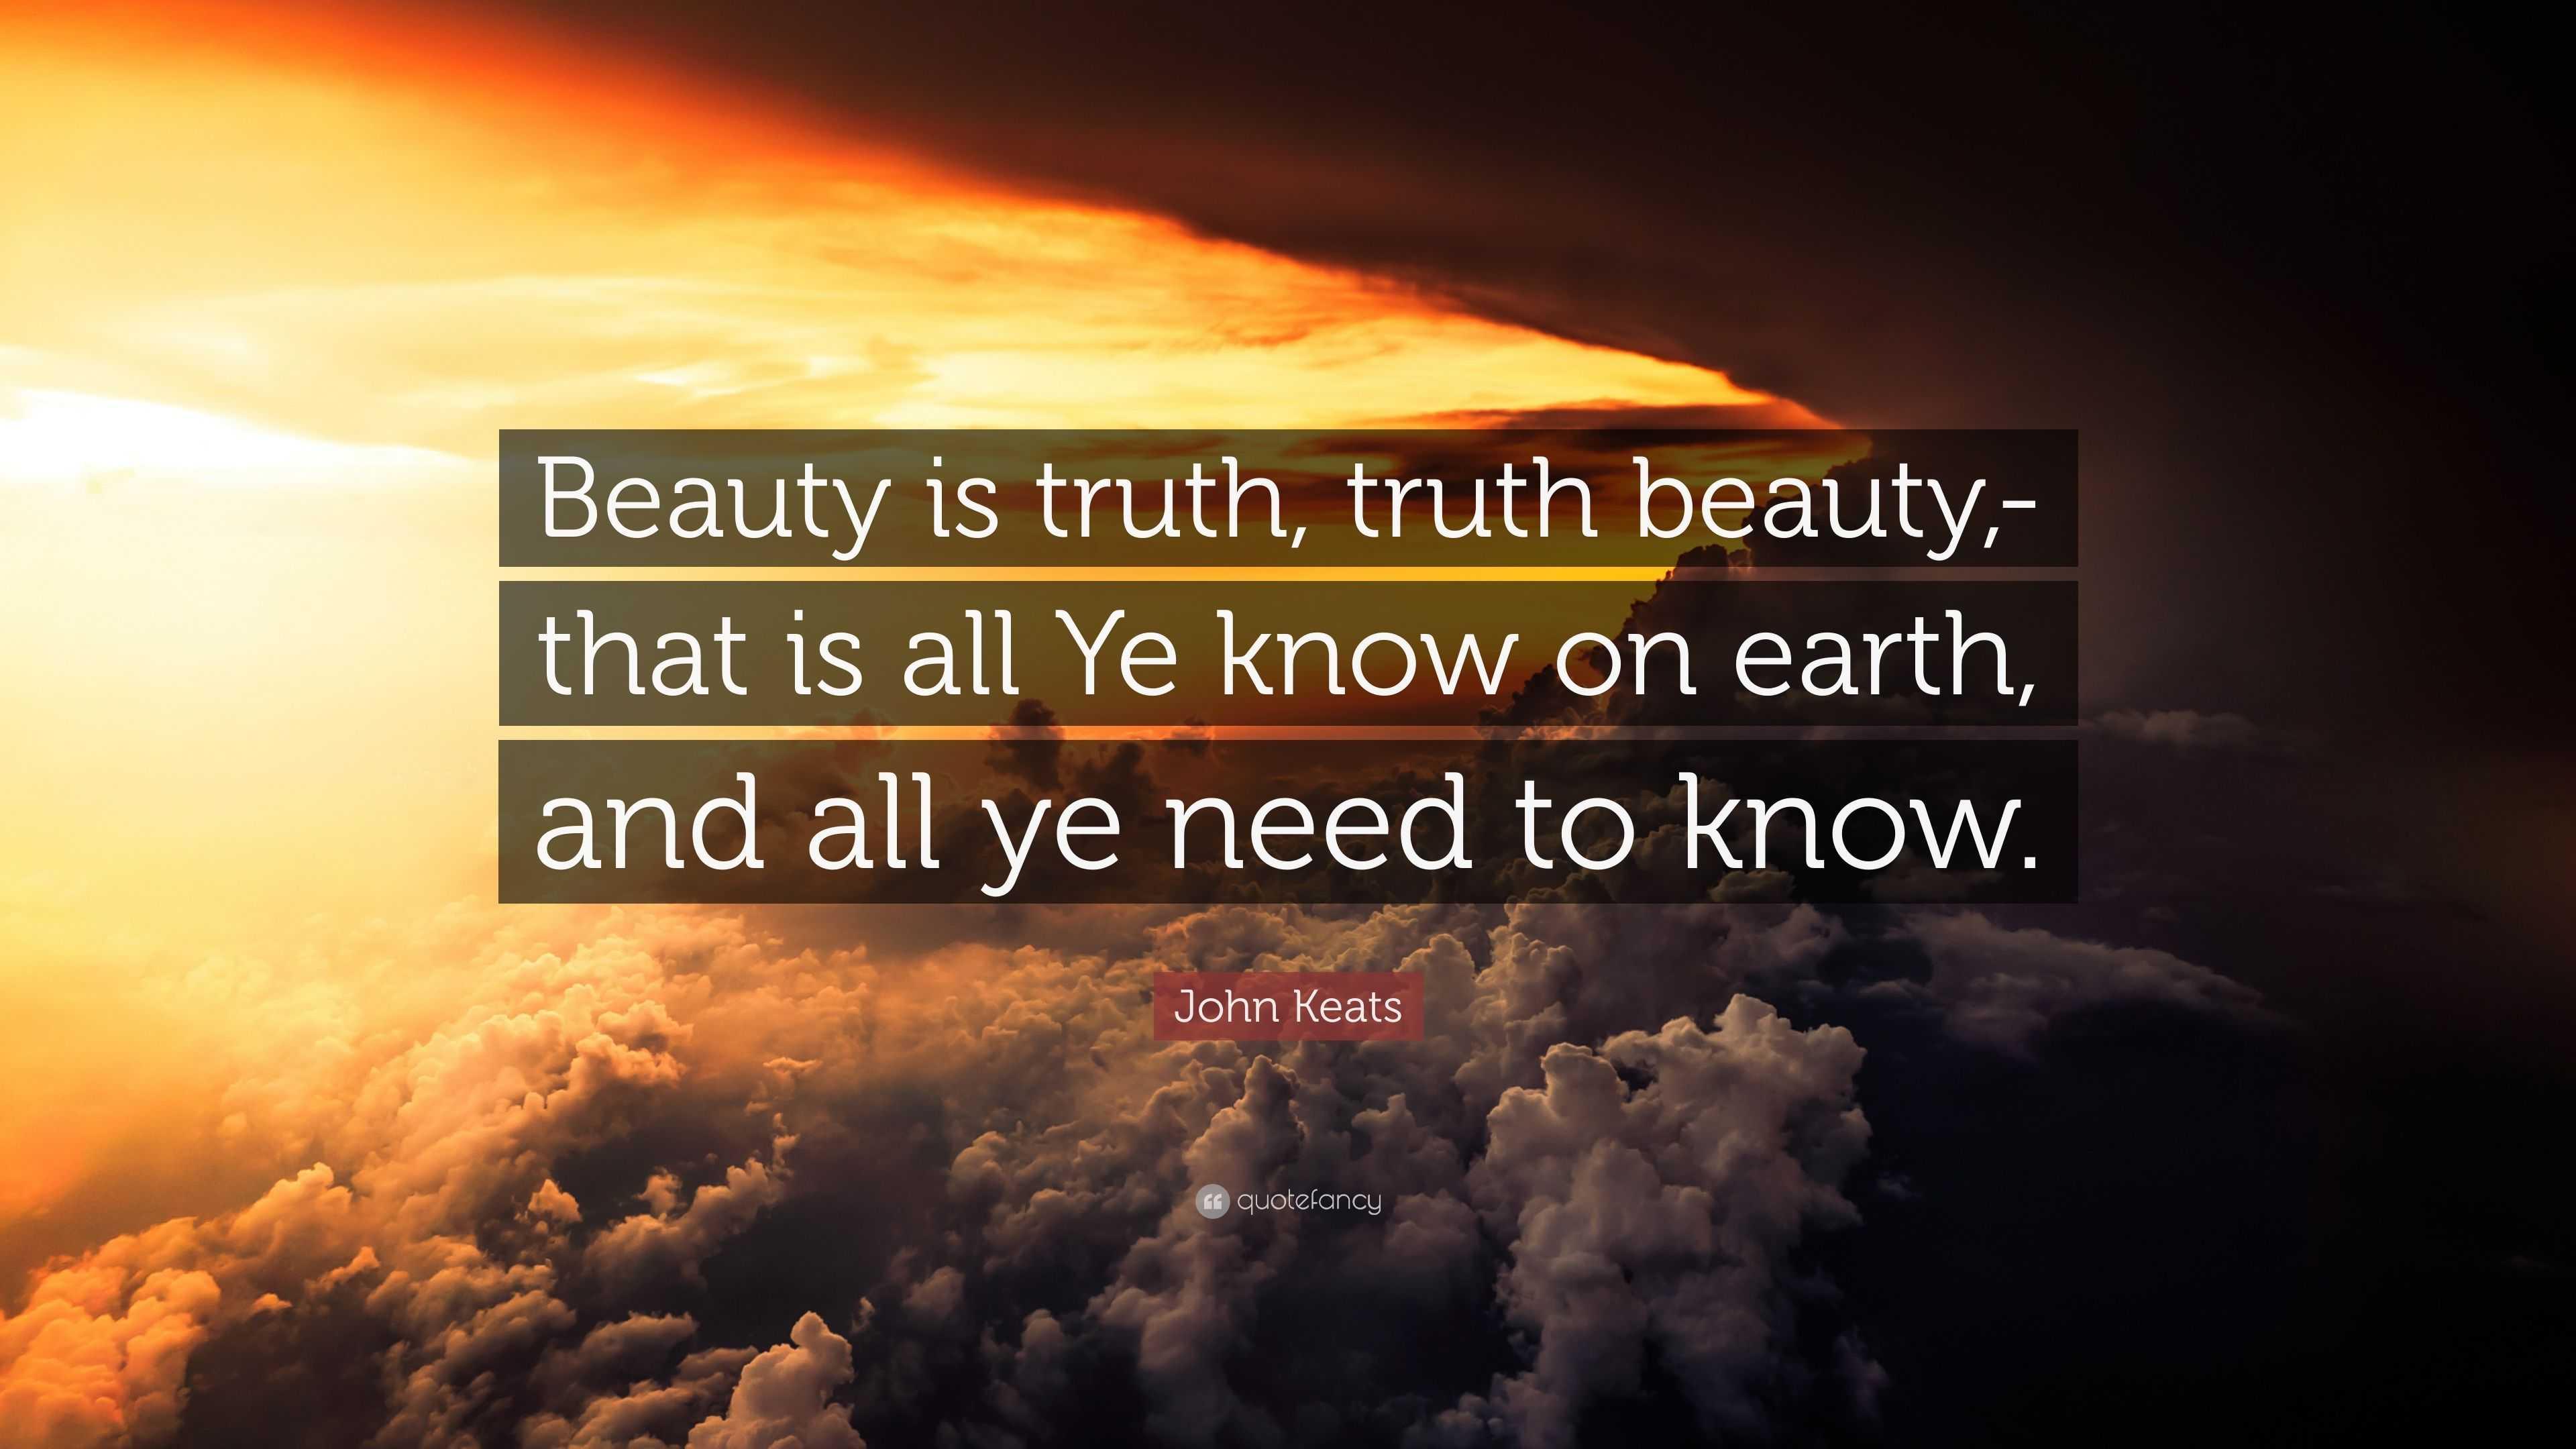 Beauty is truth, truth beauty,-
that is all Ye know on earth,
and all ye need to know.
John Keats
quotefancy